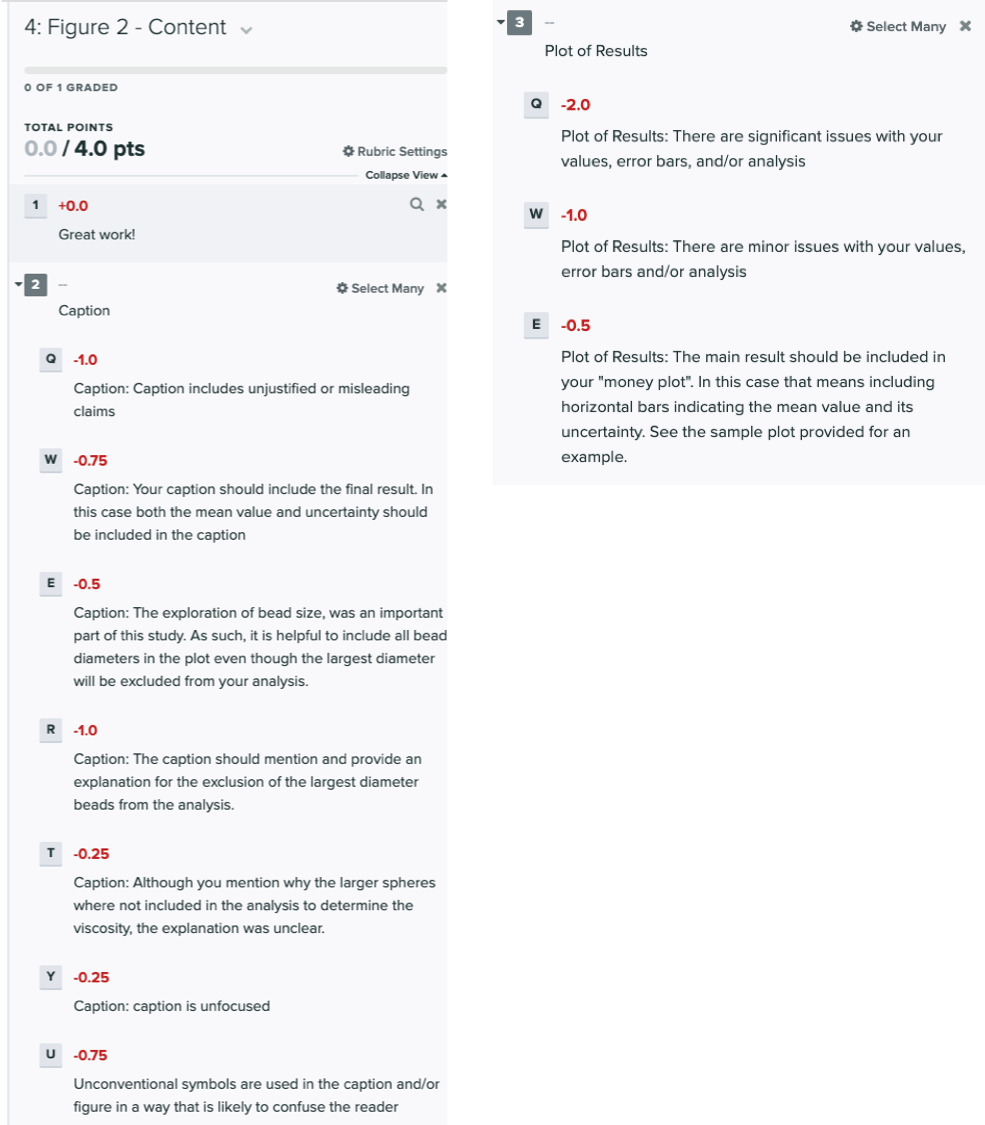 4: Figure 2 - Content
0 OF 1 GRADED
TOTAL POINTS
0.0 / 4.0 pts
Rubric Settings
Collapse View
1 +0.0
Great work!
2 --
Select Many
Caption
Q -1.0
Caption: Caption includes unjustified or misleading
claims
W -0.75
Caption: Your caption should include the final result. In
this case both the mean value and uncertainty should
be included in the caption
E -0.5
Caption: The exploration of bead size, was an important
part of this study. As such, it is helpful to include all bead
diameters in the plot even though the largest diameter
will be excluded from your analysis.
R -1.0
Caption: The caption should mention and provide an
explanation for the exclusion of the largest diameter
beads from the analysis.
T -0.25
Caption: Although you mention why the larger spheres
where not included in the analysis to determine the
viscosity, the explanation was unclear.
Y -0.25
Caption: caption is unfocused
U -0.75
Unconventional symbols are used in the caption and/or
figure in a way that is likely to confuse the reader
3 --
Select Many
Plot of Results
Q -2.0
Plot of Results: There are significant issues with your
values, error bars, and/or analysis
W -1.0
Plot of Results: There are minor issues with your values,
error bars and/or analysis
E -0.5
Plot of Results: The main result should be included in
your "money plot". In this case that means including
horizontal bars indicating the mean value and its
uncertainty. See the sample plot provided for an
example.